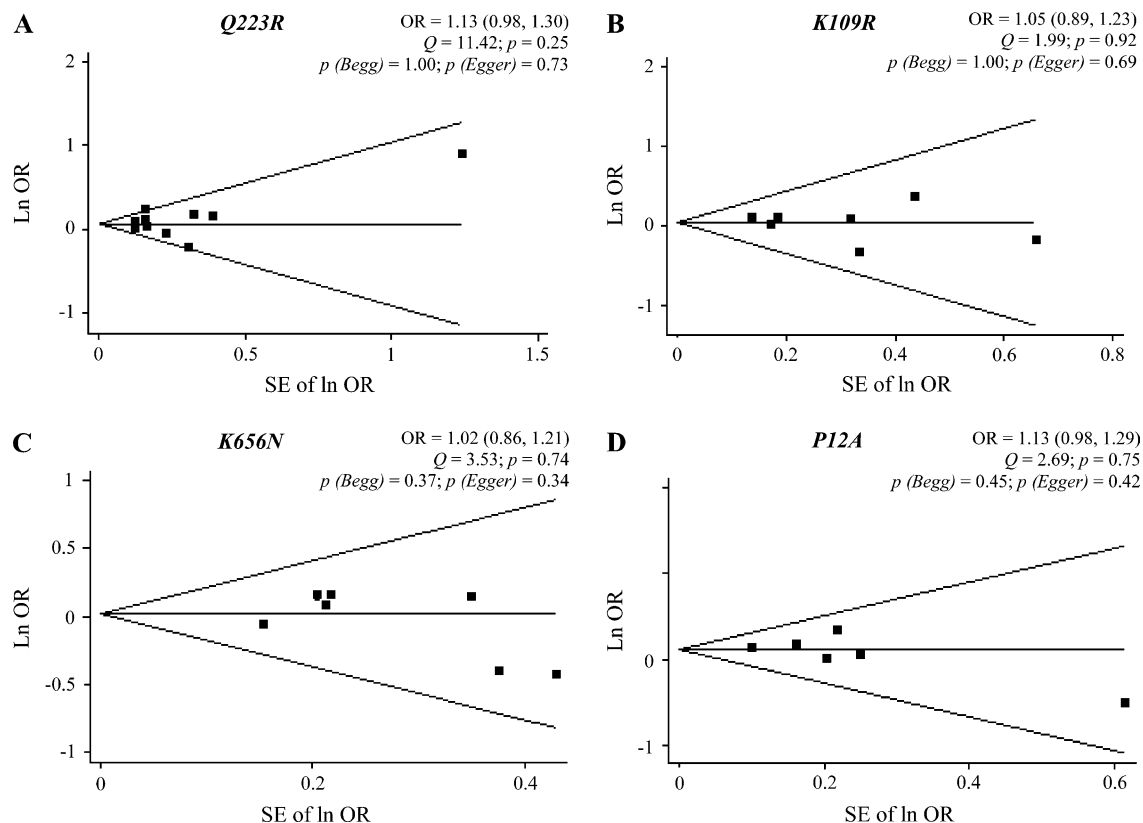 A
Q223R
OR = 1.13 (0.98, 1.30)
Q = 11.42; p = 0.25
p (Begg) = 1.00; p (Egger) = 0.73
2
1
0
-1
Ln OR
0
0.5
1
1.5
SE of ln OR
B
K109R
OR = 1.05 (0.89, 1.23)
Q = 1.99; p = 0.92
p (Begg) = 1.00; p (Egger) = 0.69
2
1
0
-1
Ln OR
0
0.2
0.4
0.6
0.8
SE of ln OR
C
K656N
OR = 1.02 (0.86, 1.21)
Q = 3.53; p = 0.74
p (Begg) = 0.37; p (Egger) = 0.34
1
0.5
0
-0.5
-1
Ln OR
0
0.2
0.4
SE of ln OR
D
P12A
OR = 1.13 (0.98, 1.29)
Q = 2.69; p = 0.75
p (Begg) = 0.45; p (Egger) = 0.42
0
-1
Ln OR
0
0.2
0.4
0.6
SE of ln OR